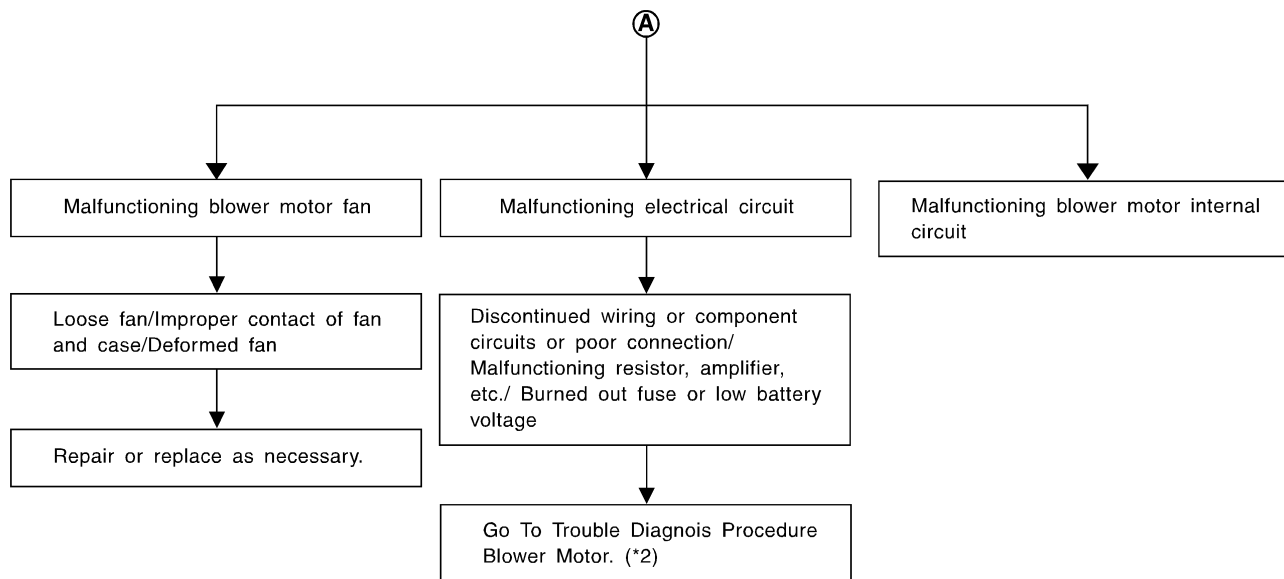 A
Malfunctioning blower motor fan
Malfunctioning electrical circuit
Malfunctioning blower motor internal
circuit
Loose fan/Improper contact of fan
and case/Deformed fan
Discontinued wiring or component
circuits or poor connection/
Malfunctioning resistor, amplifier,
etc./ Burned out fuse or low battery
voltage
Repair or replace as necessary.
Go To Trouble Diagnois Procedure
Blower Motor. (*2)